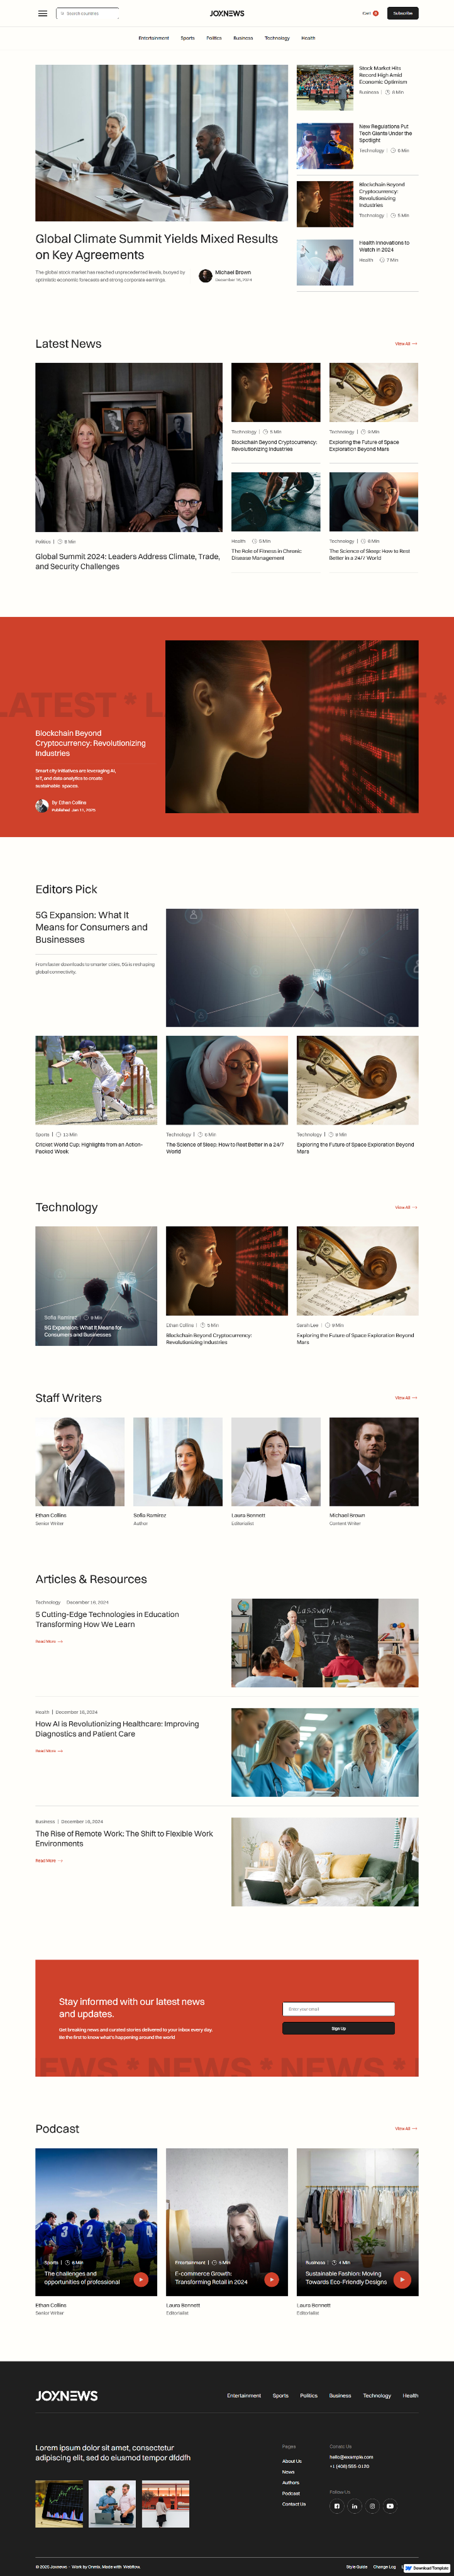 Search countries
JOXNEWS
Cart 0
Subscribe
Entertainment Sports Politics Business Technology Health
Global Climate Summit Yields Mixed Results
on Key Agreements
The global stock market has reached unprecedented levels, buoyed by
optimistic economic forecasts and strong corporate earnings.
Michael Brown
Stock Market Hits
Record High Amid
Economic Optimism
Business | 8 Min
New Regulations Put
Tech Giants Under the
Spotlight
Technology | 6 Min
Blockchain Beyond
Cryptocurrency:
Revolutionizing
Industries
Technology | 5 Min
Health Innovations to
Watch in 2024
Health 7 Min
Latest News
View All
Politics | 8 Min
Global Summit 2024: Leaders Address Climate, Trade,
and Security Challenges
Technology | 5 Min
Blockchain Beyond Cryptocurrency:
Revolutionizing Industries
Technology | 9 Min
Exploring the Future of Space
Exploration Beyond Mars
Health 5 Min
The Role of Fitness in Chronic
Disease Management
Technology | 6 Min
The Science of Sleep: How to Rest
Better in a 24/7 World
LATEST * L *
Blockchain Beyond
Cryptocurrency: Revolutionizing
Industries
Smart city initiatives are leveraging AI,
IoT, and data analytics to create
sustainable spaces
By Ethan Collins
Published Jan 11, 2025
Editors Pick
5G Expansion: What It
Means for Consumers and
Businesses
From faster downloads to smarter cities, 5G is reshaping
global connectivity.
Sports | 11 Min
Cricket World Cup: Highlights from an Action-
Packed Week
Technology | 6 Min
The Science of Sleep: How to Rest Better in a 24/7
World
Technology | 9 Min
Exploring the Future of Space Exploration Beyond
Mars
Technology
View All
Sofia Ramirez 8 Min
5G Expansion: What It Means for
Consumers and Businesses
Ethan Collins | 5 Min
Blockchain Beyond Cryptocurrency:
Revolutionizing Industries
Sarah Lee | 9 Min
Exploring the Future of Space Exploration Beyond
Mars
Staff Writers
View All
Ethan Collins
Senior Writer
Sofia Ramirez
Author
Laura Bennett
Editorialist
Michael Brown
Content Writer
Articles & Resources
Technology December 16, 2024
5 Cutting-Edge Technologies in Education
Transforming How We Learn
Read More
Classwork
Health | December 16, 2024
How AI is Revolutionizing Healthcare: Improving
Diagnostics and Patient Care
Read More
Business | December 16, 2024
The Rise of Remote Work: The Shift to Flexible Work
Environments
Read More
Stay informed with our latest news
and updates.
Get breaking news and curated stories delivered to your inbox every day.
Be the first to know what's happening around the world
Enter your email
Sign Up
EWS * NEWS * NEWS *
Podcast
View All
Sports | 6 Min
The challenges and
opportunities of professional
Ethan Collins
Senior Writer
Entertainment | 5 Min
E-commerce Growth:
Transforming Retail in 2024
Laura Bennett
Editorialist
Business | 4 Min
Sustainable Fashion: Moving
Towards Eco-Friendly Designs
Laura Bennett
Editorialist
JOXNEWS
Entertainment Sports Politics Business Technology Health
Lorem ipsum dolor sit amet, consectetur
adipiscing elit, sed do eiusmod tempor dfddfh
Pages
About Us
News
Authors
Podcast
Contact Us
Contatc Us
hello@example.com
+1 (408) 555-0120
Follow Us
© 2025 Joxnews - Work by Crenix. Made with Webflow.
Style Guide Change Log
Download Template